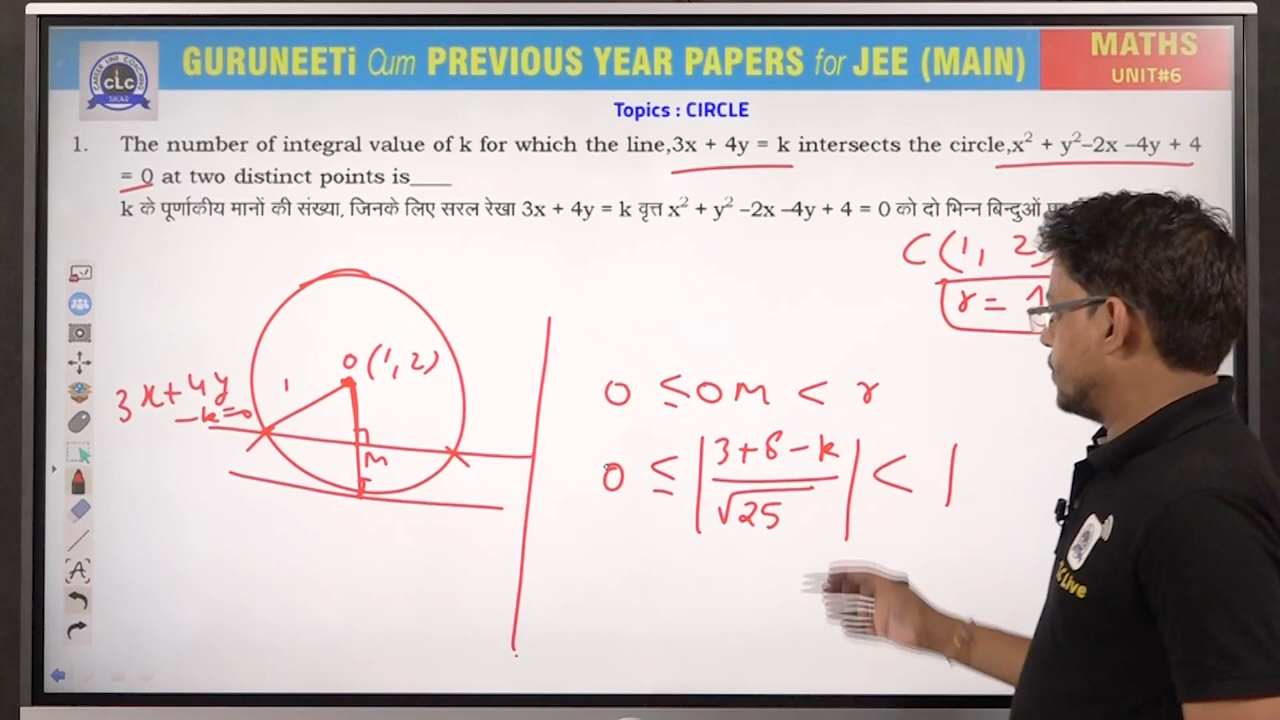 GURUNEETi Cum PREVIOUS YEAR PAPERS for JEE (MAIN)
MATHS
UNIT#6
CLC
SIKAR
Topics : CIRCLE
1. The number of integral value of k for which the line,3x + 4y = k intersects the circle,x² + y²–2x –4y + 4
= 0 at two distinct points is____
k के पूर्णाकीय मानों की संख्या, जिनके लिए सरल रेखा 3x + 4y = k वृत्त x² + y² –2x –4y + 4 = 0 को दो भिन्न बिन्दुओं
C(1, 2)
r = 1
O (1, 2)
1
3x+4y
-k=0
M
0 ≤ OM < r
0 ≤ |3+8-k / √25| < 1
Live